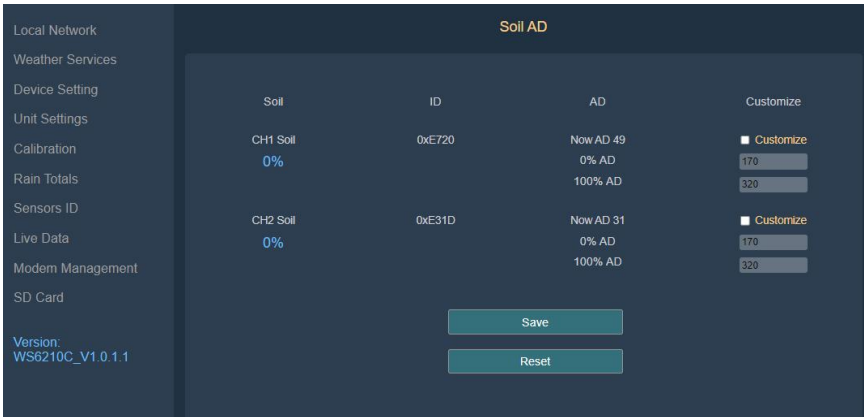 Soil AD
Local Network
Weather Services
Device Setting
Unit Settings
Calibration
Rain Totals
Sensors ID
Live Data
Modem Management
SD Card
Version:
WS6210C_V1.0.1.1
Soil ID AD Customize
CH1 Soil 0xE720 Now AD 49 Customize
0% 0% AD 170
100% AD 320
CH2 Soil 0xE31D Now AD 31 Customize
0% 0% AD 170
100% AD 320
Save
Reset